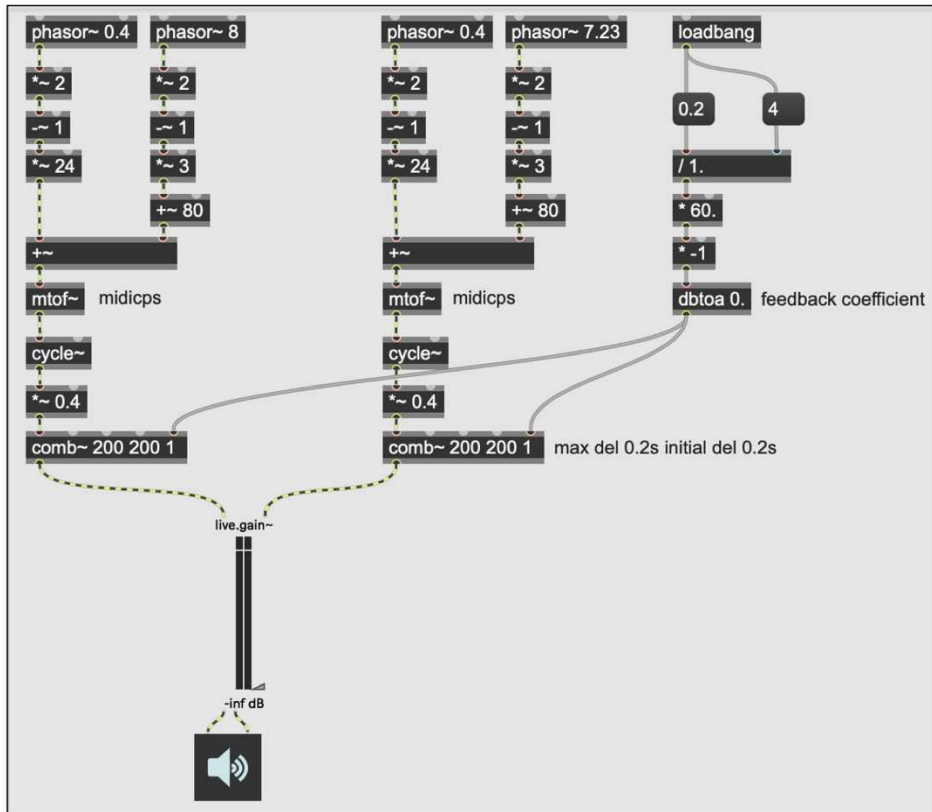 phasor~ 0.4
phasor~ 8
phasor~ 0.4
phasor~ 7.23
loadbang
*~ 2
*~ 2
*~ 2
*~ 2
0.2
4
-~ 1
-~ 1
-~ 1
-~ 1
*~ 24
*~ 3
*~ 24
*~ 3
/ 1.
+~ 80
+~ 80
* 60.
+~
+~
* -1
mtof~ midicps
mtof~ midicps
dbtoa 0. feedback coefficient
cycle~
cycle~
*~ 0.4
*~ 0.4
comb~ 200 200 1
comb~ 200 200 1 max del 0.2s initial del 0.2s
live.gain~
-inf dB